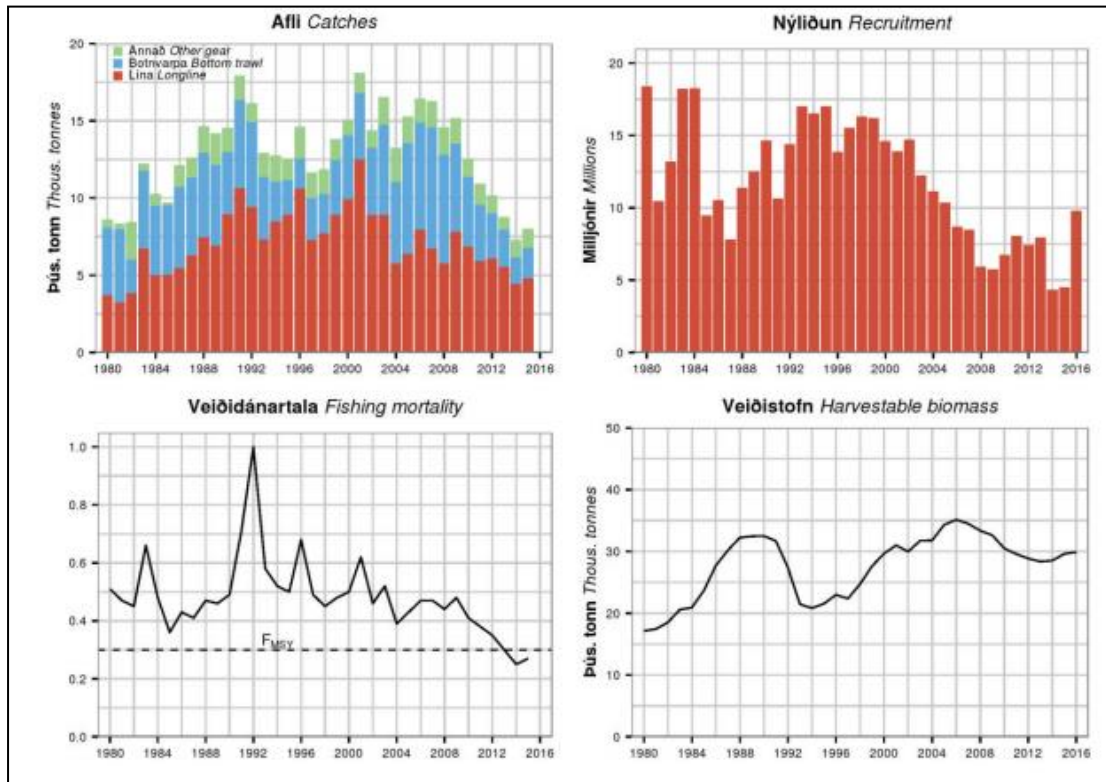 Afli Catches
20
15
10
5
0
Þús. tonn Thous. tonnes
Annað Other gear
Botnvarpa Bottom trawl
Lína Longline
1980 1984 1988 1992 1996 2000 2004 2008 2012 2016
Nýliðun Recruitment
20
15
10
5
0
Milljónir Millions
1980 1984 1988 1992 1996 2000 2004 2008 2012 2016
Veiðidánartala Fishing mortality
1.0
0.8
0.6
0.4
0.2
0.0
FMSY
1980 1984 1988 1992 1996 2000 2004 2008 2012 2016
Veiðistofn Harvestable biomass
50
40
30
20
10
0
Þús. tonn Thous. tonnes
1980 1984 1988 1992 1996 2000 2004 2008 2012 2016